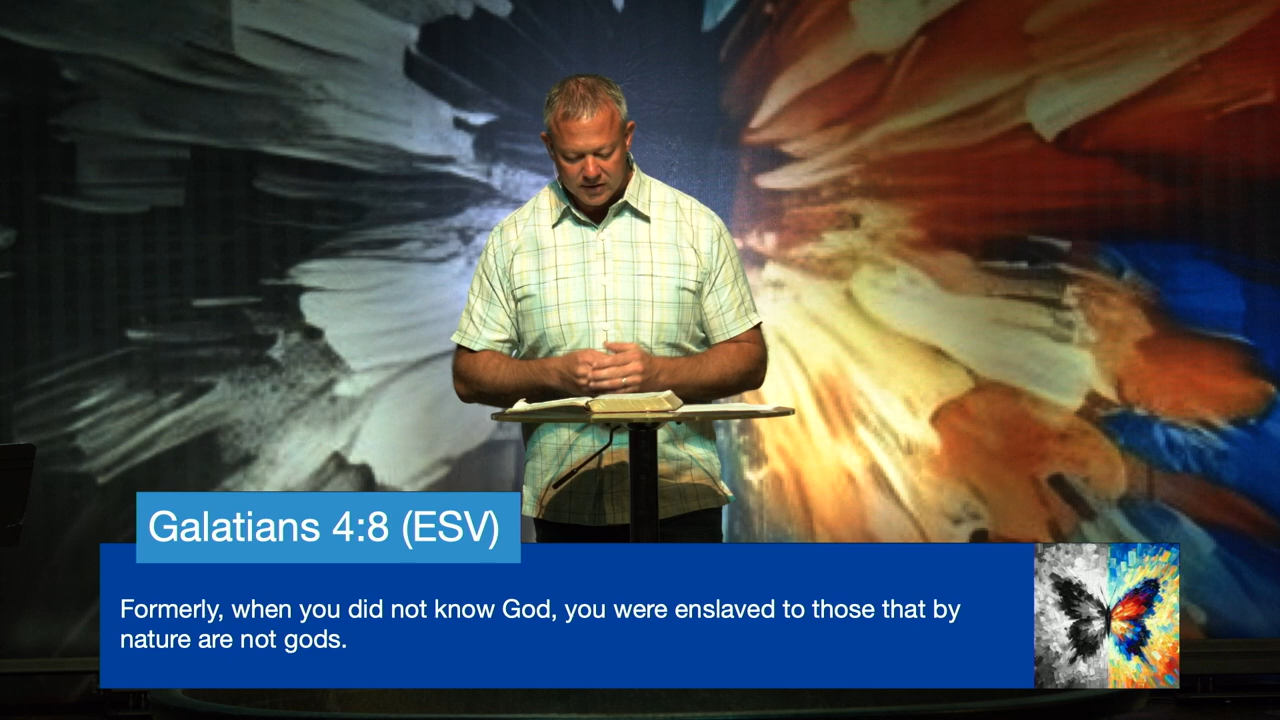 Galatians 4:8 (ESV)
Formerly, when you did not know God, you were enslaved to those that by
nature are not gods.